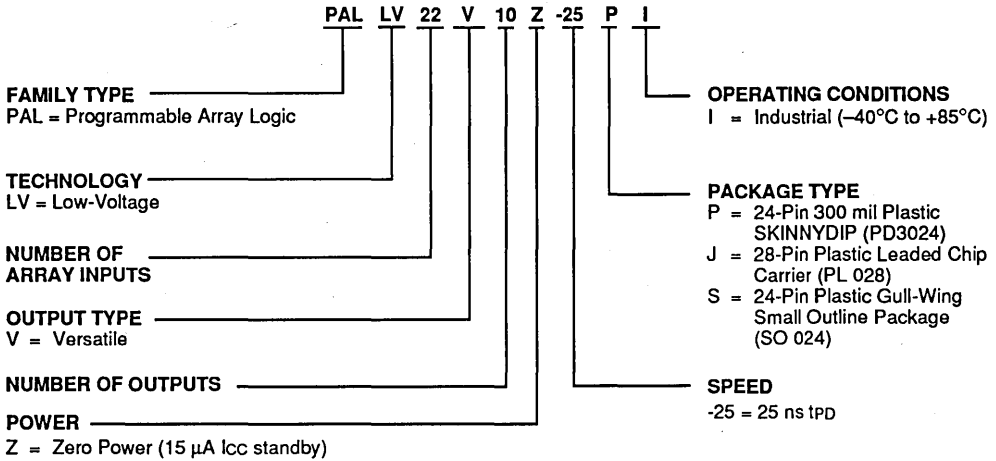 PAL LV 22 V 10 Z -25 P I
FAMILY TYPE
PAL = Programmable Array Logic
TECHNOLOGY
LV = Low-Voltage
NUMBER OF
ARRAY INPUTS
OUTPUT TYPE
V = Versatile
NUMBER OF OUTPUTS
POWER
Z = Zero Power (15 µA ICC standby)
OPERATING CONDITIONS
I = Industrial (–40°C to +85°C)
PACKAGE TYPE
P = 24-Pin 300 mil Plastic
SKINNYDIP (PD3024)
J = 28-Pin Plastic Leaded Chip
Carrier (PL 028)
S = 24-Pin Plastic Gull-Wing
Small Outline Package
(SO 024)
SPEED
-25 = 25 ns tPD